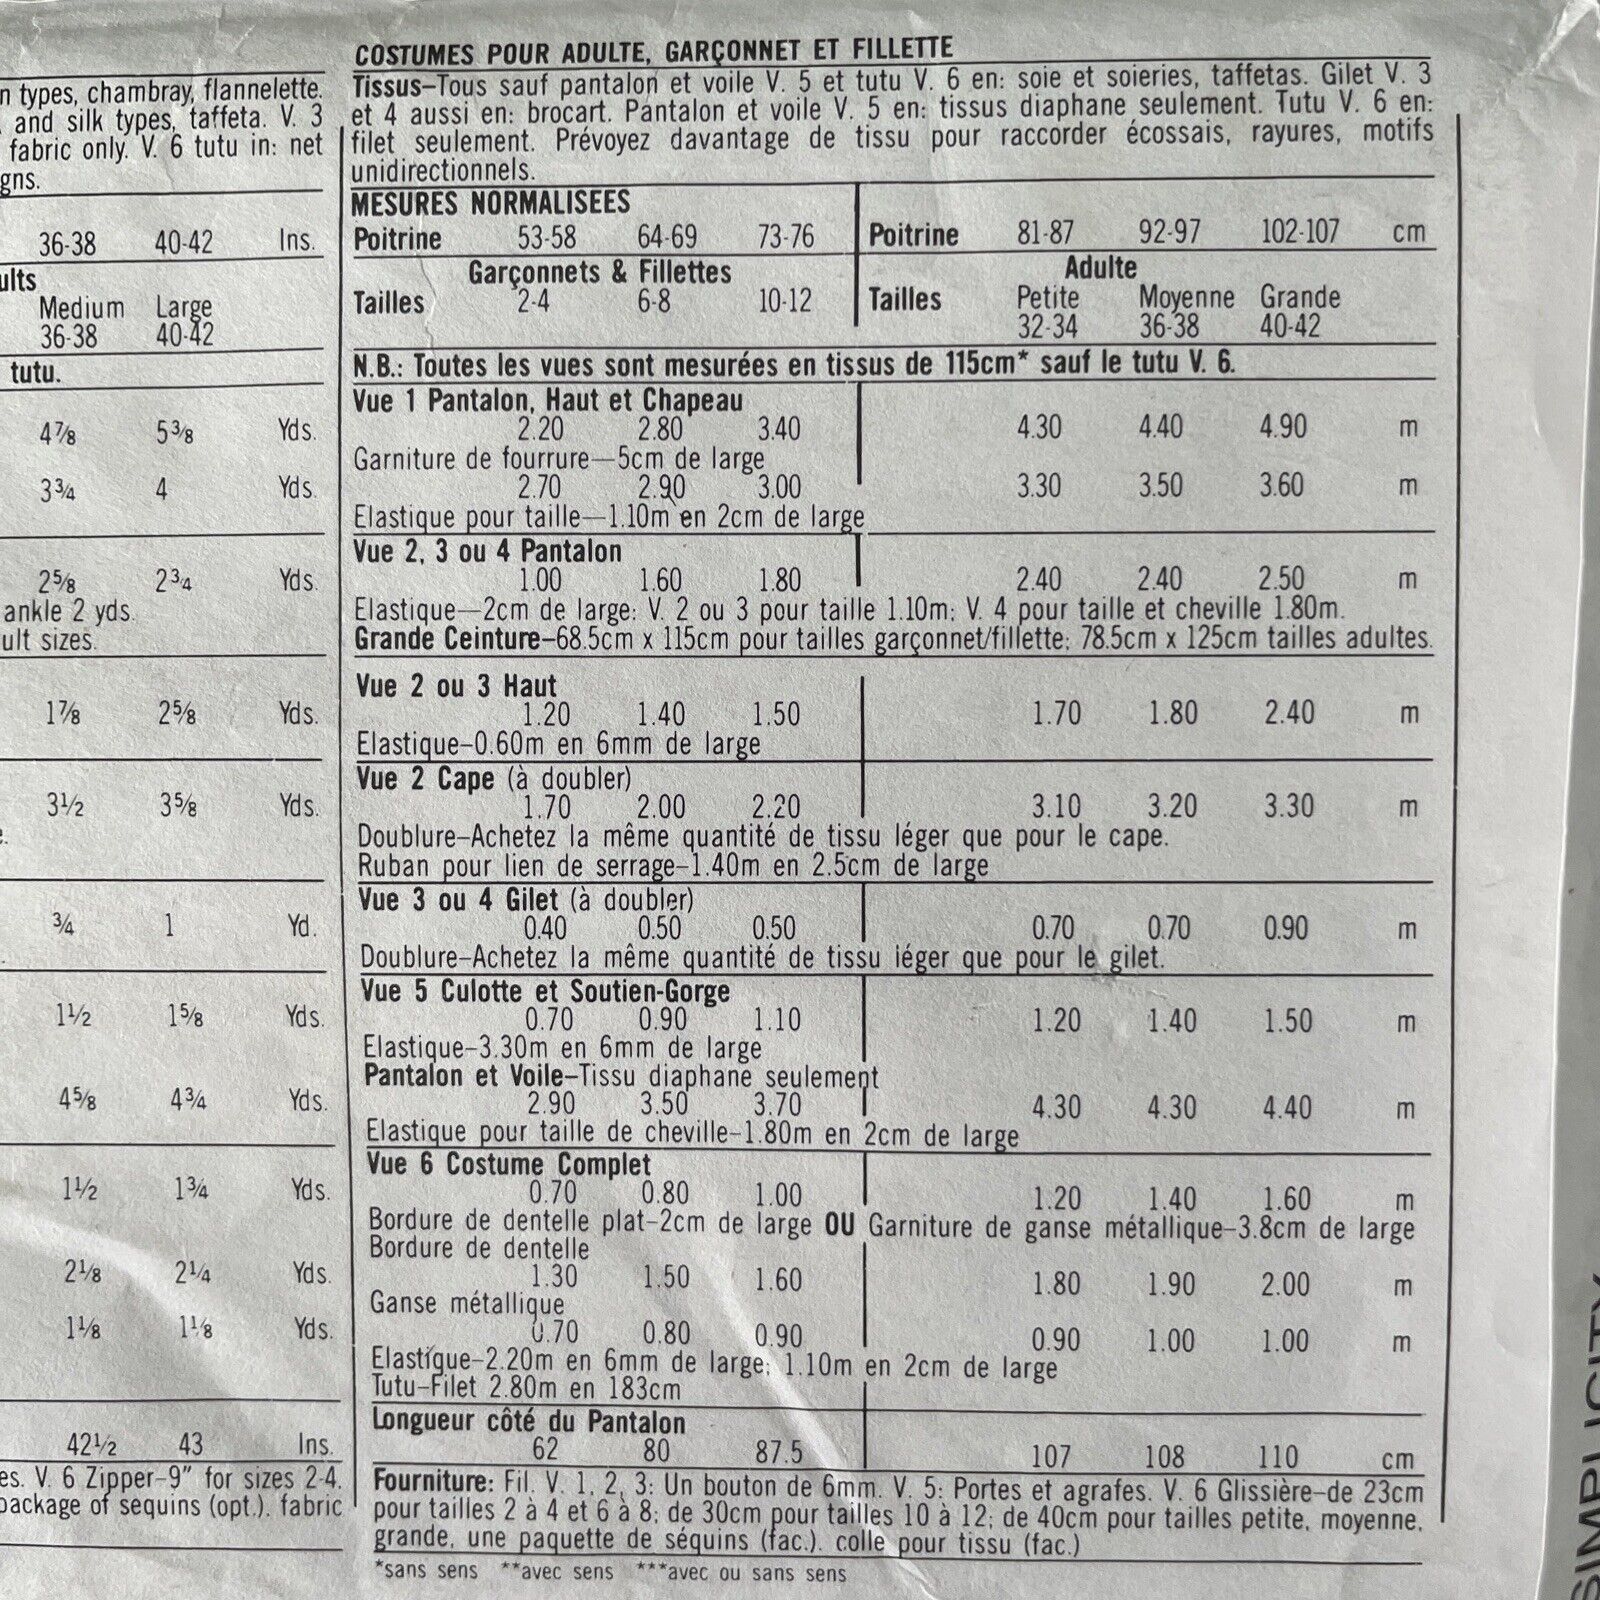 n types, chambray, flannelette.
and silk types, taffeta. V. 3
fabric only. V. 6 tutu in: net
gns.
36-38 40-42 Ins.
ults
Medium Large
36-38 40-42
tutu.
4⅞ 5⅜ Yds.
3¾ 4 Yds.
2⅝ 2¾ Yds.
ankle 2 yds.
ult sizes.
1⅞ 2⅝ Yds.
3½ 3⅝ Yds.
¾ 1 Yd.
1½ 1⅝ Yds.
4⅝ 4¾ Yds.
1½ 1¾ Yds.
2⅛ 2¼ Yds.
1⅛ 1⅛ Yds.
42½ 43 Ins.
es. V. 6 Zipper-9" for sizes 2-4.
package of sequins (opt.). fabric
COSTUMES POUR ADULTE, GARÇONNET ET FILLETTE
Tissus–Tous sauf pantalon et voile V. 5 et tutu V. 6 en: soie et soieries, taffetas. Gilet V. 3
et 4 aussi en: brocart. Pantalon et voile V. 5 en: tissus diaphane seulement. Tutu V. 6 en:
filet seulement. Prévoyez davantage de tissu pour raccorder écossais, rayures, motifs
unidirectionnels.
MESURES NORMALISEES
Poitrine 53-58 64-69 73-76 Poitrine 81-87 92-97 102-107 cm
Garçonnets & Fillettes Adulte
Tailles 2-4 6-8 10-12 Tailles Petite Moyenne Grande
32-34 36-38 40-42
N.B.: Toutes les vues sont mesurées en tissus de 115cm* sauf le tutu V. 6.
Vue 1 Pantalon, Haut et Chapeau
2.20 2.80 3.40 4.30 4.40 4.90 m
Garniture de fourrure—5cm de large
2.70 2.90 3.00 3.30 3.50 3.60 m
Elastique pour taille—1.10m en 2cm de large
Vue 2, 3 ou 4 Pantalon
1.00 1.60 1.80 2.40 2.40 2.50 m
Elastique—2cm de large: V. 2 ou 3 pour taille 1.10m; V. 4 pour taille et cheville 1.80m.
Grande Ceinture–68.5cm x 115cm pour tailles garçonnet/fillette; 78.5cm x 125cm tailles adultes.
Vue 2 ou 3 Haut
1.20 1.40 1.50 1.70 1.80 2.40 m
Elastique–0.60m en 6mm de large
Vue 2 Cape (à doubler)
1.70 2.00 2.20 3.10 3.20 3.30 m
Doublure–Achetez la même quantité de tissu léger que pour le cape.
Ruban pour lien de serrage–1.40m en 2.5cm de large
Vue 3 ou 4 Gilet (à doubler)
0.40 0.50 0.50 0.70 0.70 0.90 m
Doublure–Achetez la même quantité de tissu léger que pour le gilet.
Vue 5 Culotte et Soutien-Gorge
0.70 0.90 1.10 1.20 1.40 1.50 m
Elastique–3.30m en 6mm de large
Pantalon et Voile–Tissu diaphane seulement
2.90 3.50 3.70 4.30 4.30 4.40 m
Elastique pour taille de cheville–1.80m en 2cm de large
Vue 6 Costume Complet
0.70 0.80 1.00 1.20 1.40 1.60 m
Bordure de dentelle plat–2cm de large OU Garniture de ganse métallique–3.8cm de large
Bordure de dentelle
1.30 1.50 1.60 1.80 1.90 2.00 m
Ganse métallique
0.70 0.80 0.90 0.90 1.00 1.00 m
Elastique–2.20m en 6mm de large; 1.10m en 2cm de large
Tutu–Filet 2.80m en 183cm
Longueur côté du Pantalon
62 80 87.5 107 108 110 cm
Fourniture: Fil. V. 1, 2, 3: Un bouton de 6mm. V. 5: Portes et agrafes. V. 6 Glissière–de 23cm
pour tailles 2 à 4 et 6 à 8; de 30cm pour tailles 10 à 12; de 40cm pour tailles petite, moyenne,
grande, une paquette de séquins (fac.). colle pour tissu (fac.)
*sans sens **avec sens ***avec ou sans sens
SIMPLICITY